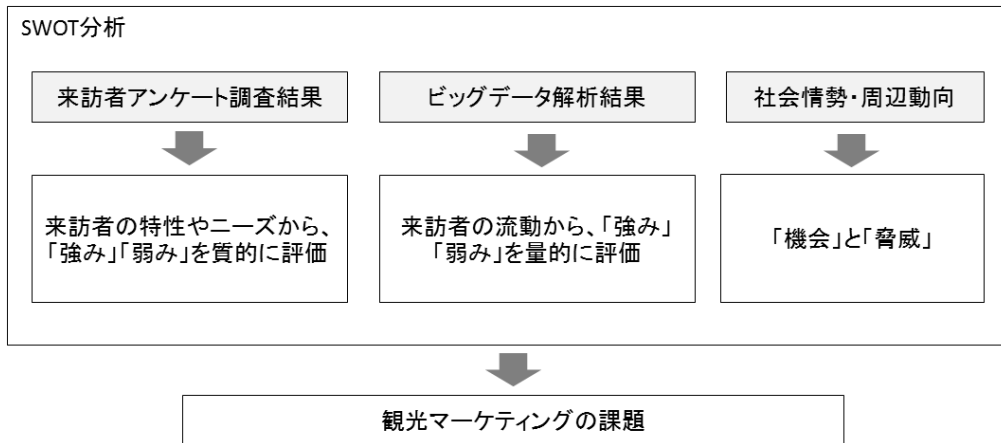 SWOT分析
来訪者アンケート調査結果
ビッグデータ解析結果
社会情勢・周辺動向
来訪者の特性やニーズから、
「強み」「弱み」を質的に評価
来訪者の流動から、「強み」
「弱み」を量的に評価
「機会」と「脅威」
観光マーケティングの課題